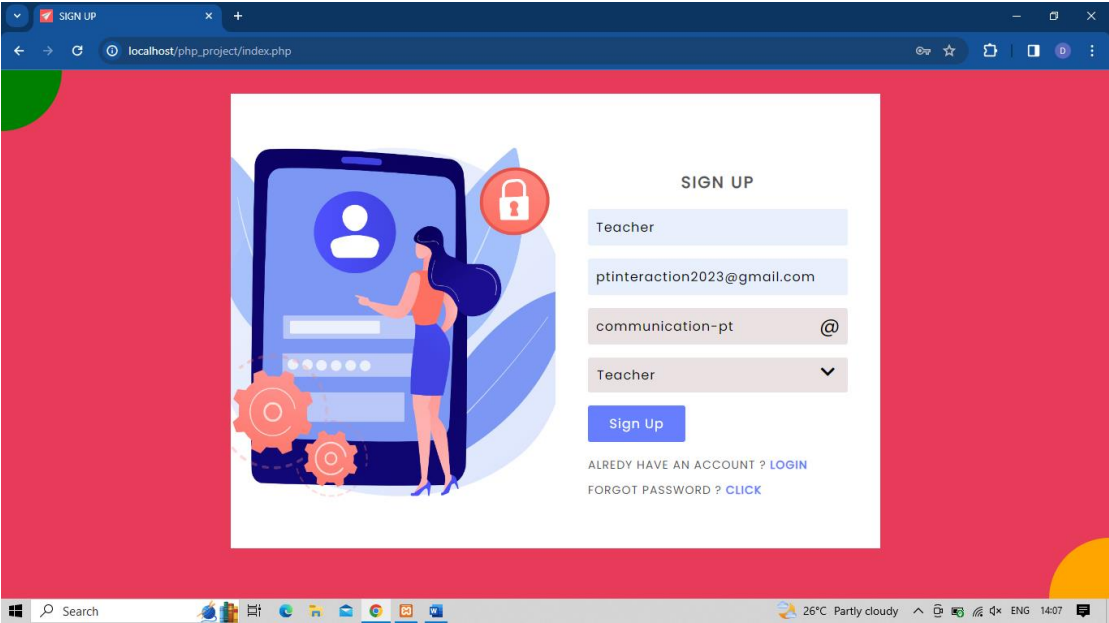 SIGN UP
localhost/php_project/index.php
D
SIGN UP
Teacher
ptinteraction2023@gmail.com
communication-pt @
Teacher
Sign Up
ALREDY HAVE AN ACCOUNT ? LOGIN
FORGOT PASSWORD ? CLICK
Search
26°C Partly cloudy ENG 14:07